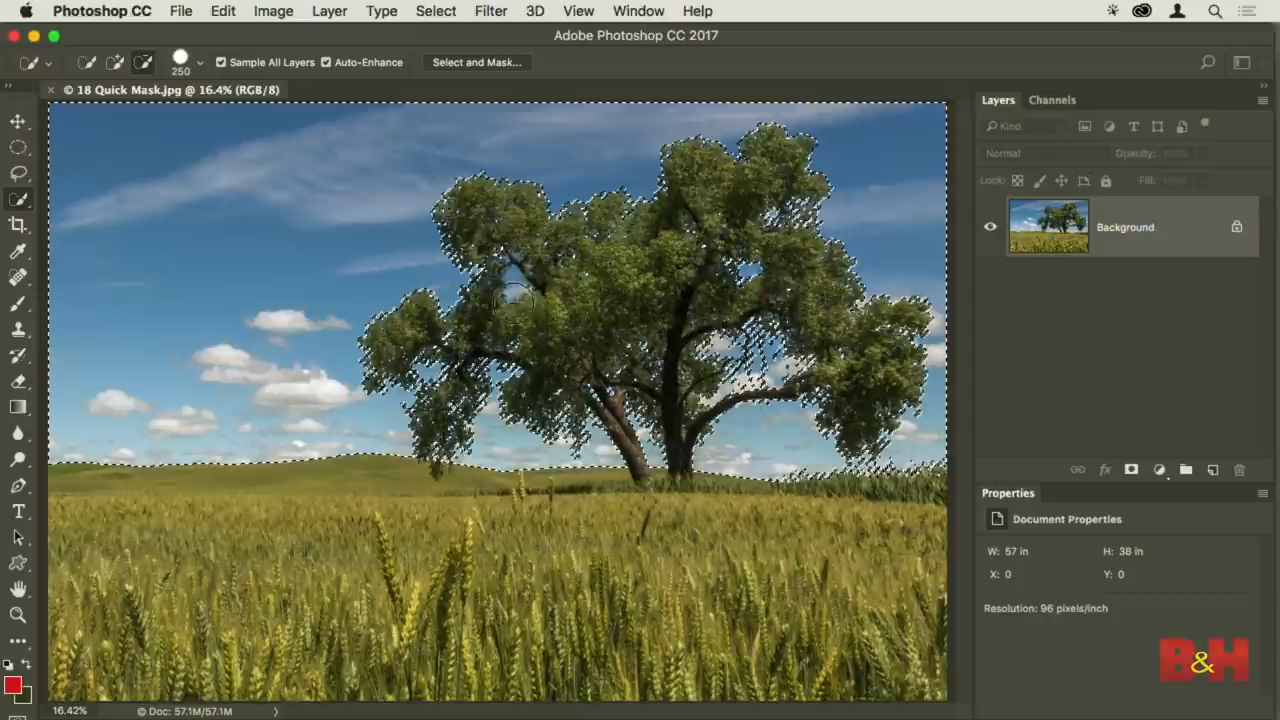 Photoshop CC File Edit Image Layer Type Select Filter 3D View Window Help
Adobe Photoshop CC 2017
250 Sample All Layers Auto-Enhance Select and Mask...
× © 18 Quick Mask.jpg @ 16.4% (RGB/8)
Layers Channels
Kind
Normal Opacity: 100%
Lock: Fill: 100%
Background
fx
Properties
Document Properties
W: 57 in H: 38 in
X: 0 Y: 0
Resolution: 96 pixels/inch
B&H
16.42% © Doc: 57.1M/57.1M